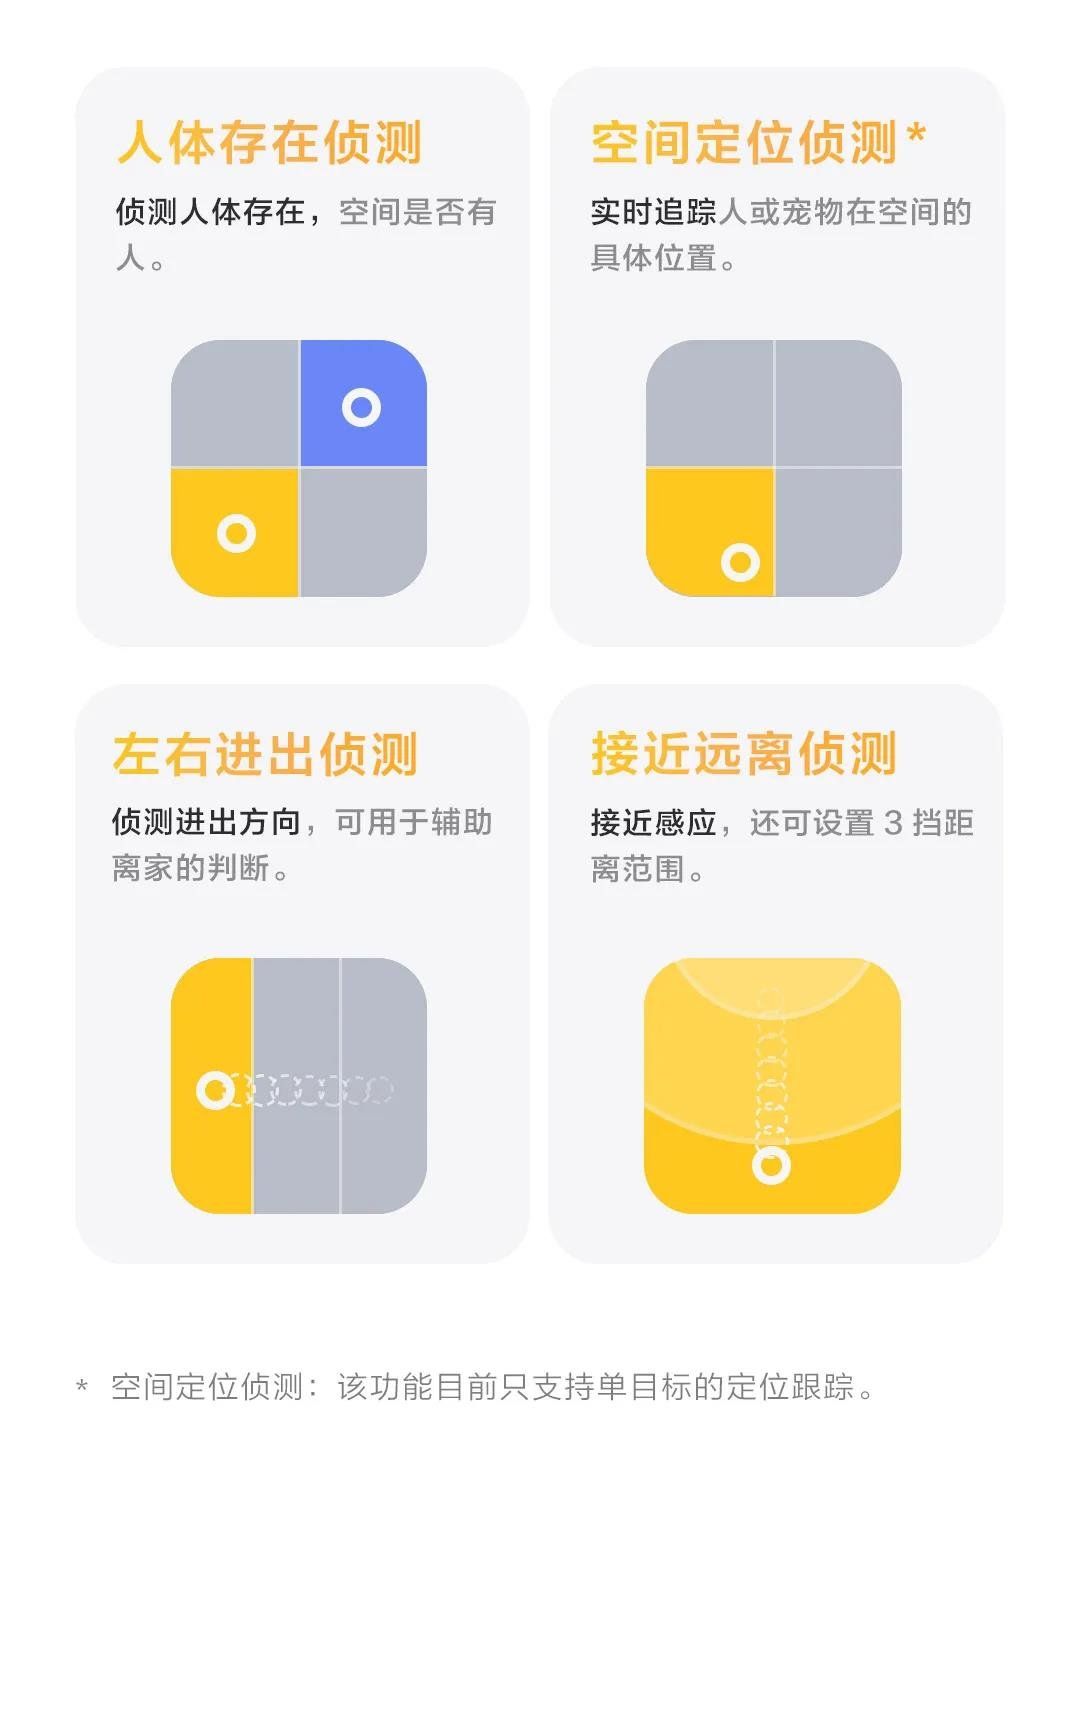 人体存在侦测
侦测人体存在，空间是否有
人。
空间定位侦测*
实时追踪人或宠物在空间的
具体位置。
左右进出侦测
侦测进出方向，可用于辅助
离家的判断。
接近远离侦测
接近感应，还可设置 3 挡距
离范围。
* 空间定位侦测：该功能目前只支持单目标的定位跟踪。